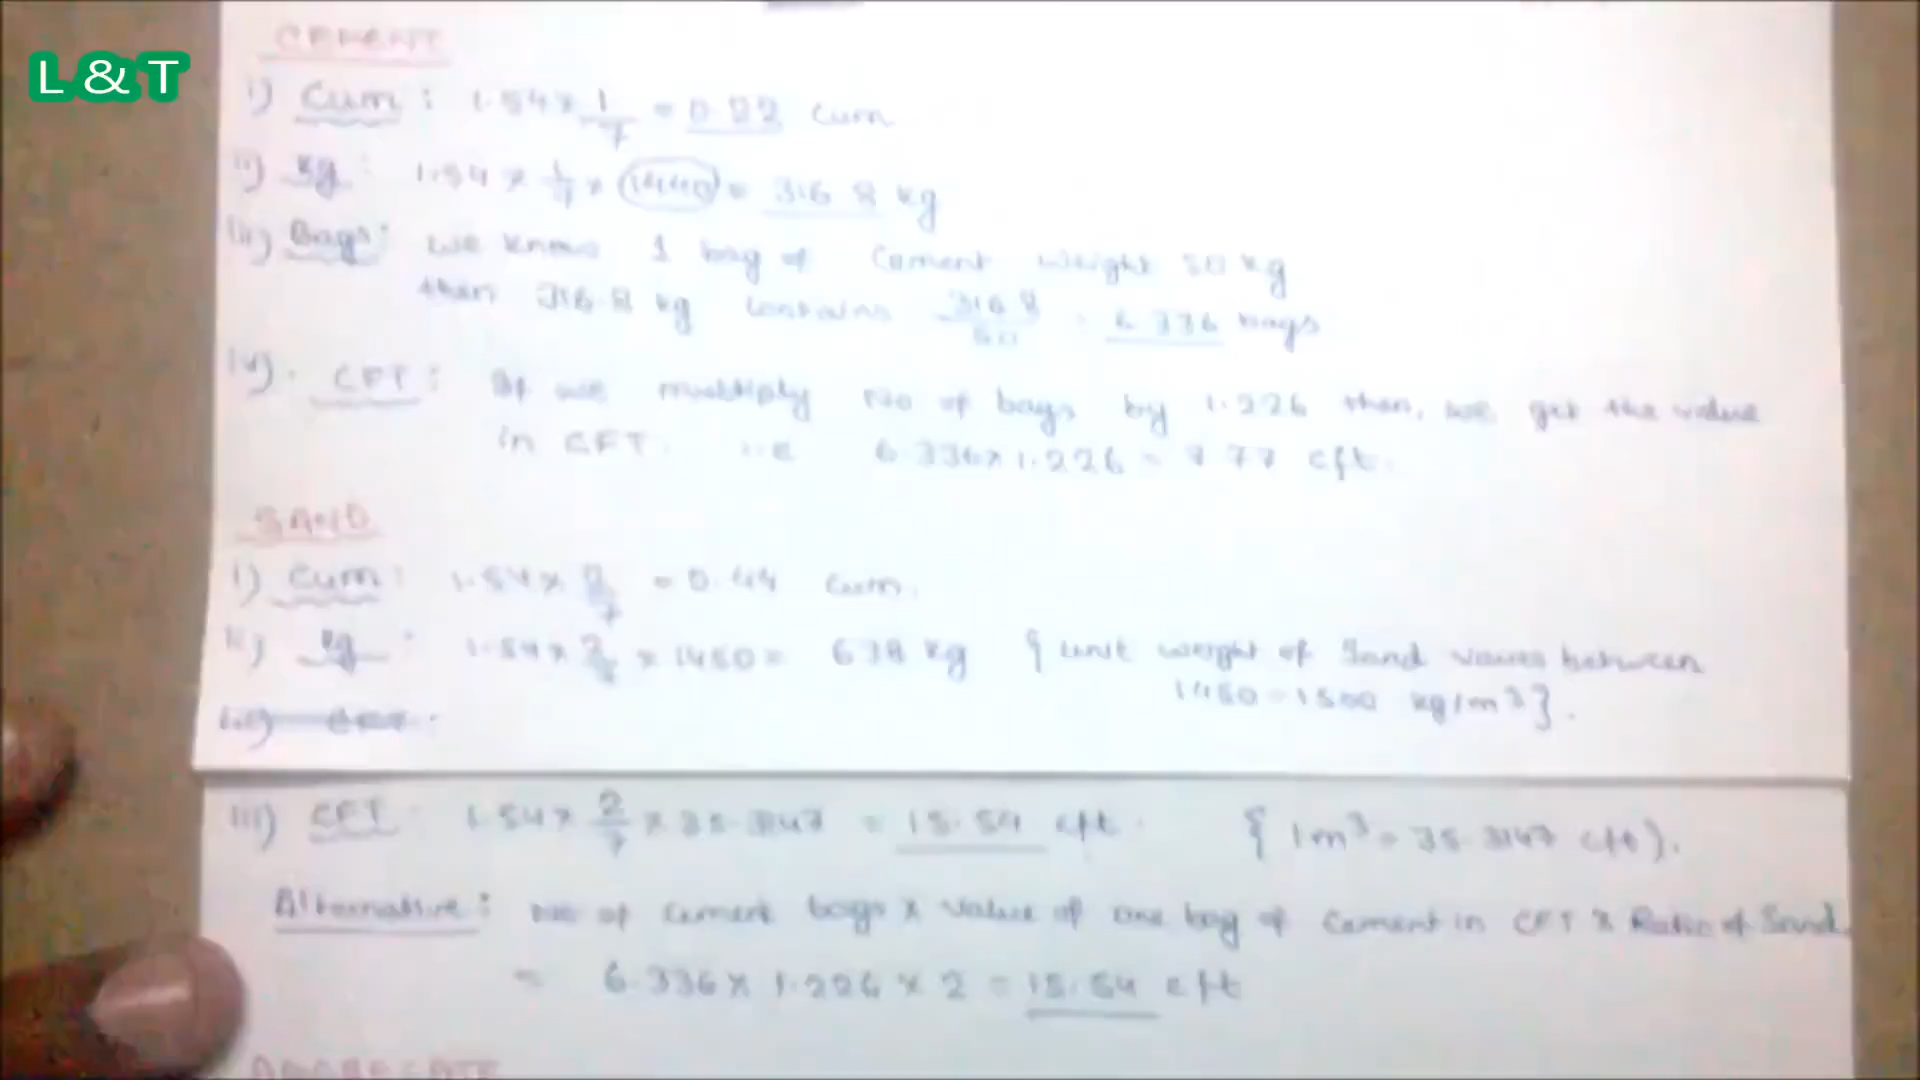 L & T
CEMENT
i) Cum : 1.54 x 1/7 = 0.22 Cum
ii) kg : 1.54 x 1/7 x 1440 = 316.8 kg
iii) Bags : We know 1 bag of Cement weight 50 kg
then 316.8 kg contains 316.8/50 = 6.336 bags
iv). CFT : If we multiply no of bags by 1.226 then, we get the value
in CFT. i.e 6.336 x 1.226 = 7.77 cft.
SAND
i) Cum : 1.54 x 2/7 = 0.44 Cum.
ii) kg : 1.54 x 2/7 x 1450 = 638 kg { unit weight of Sand varies between
1450 - 1500 kg/m³ }.
iii) CFT :
iii) CFT : 1.54 x 2/7 x 35.3147 = 15.54 cft. { 1m³ = 35.3147 cft).
Alternative : no of cement bags x value of one bag of Cement in CFT x Ratio of Sand
= 6.336 x 1.226 x 2 = 15.54 cft
AGGREGATE